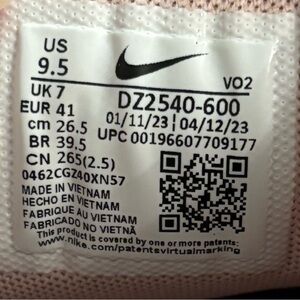 US
9.5
VO2
UK 7
DZ2540-600
EUR 41
01/11/23 | 04/12/23
cm 26.5
UPC 00196607709177
BR 39.5
CN 265(2.5)
0462CGZ40XN57
MADE IN VIETNAM
HECHO EN VIETNAM
FABRIQUÉ AU VIETNAM
FABRICADO NO VIETNÃ
This product is covered by one or more patents:
www.nike.com/patentsvirtualmarking